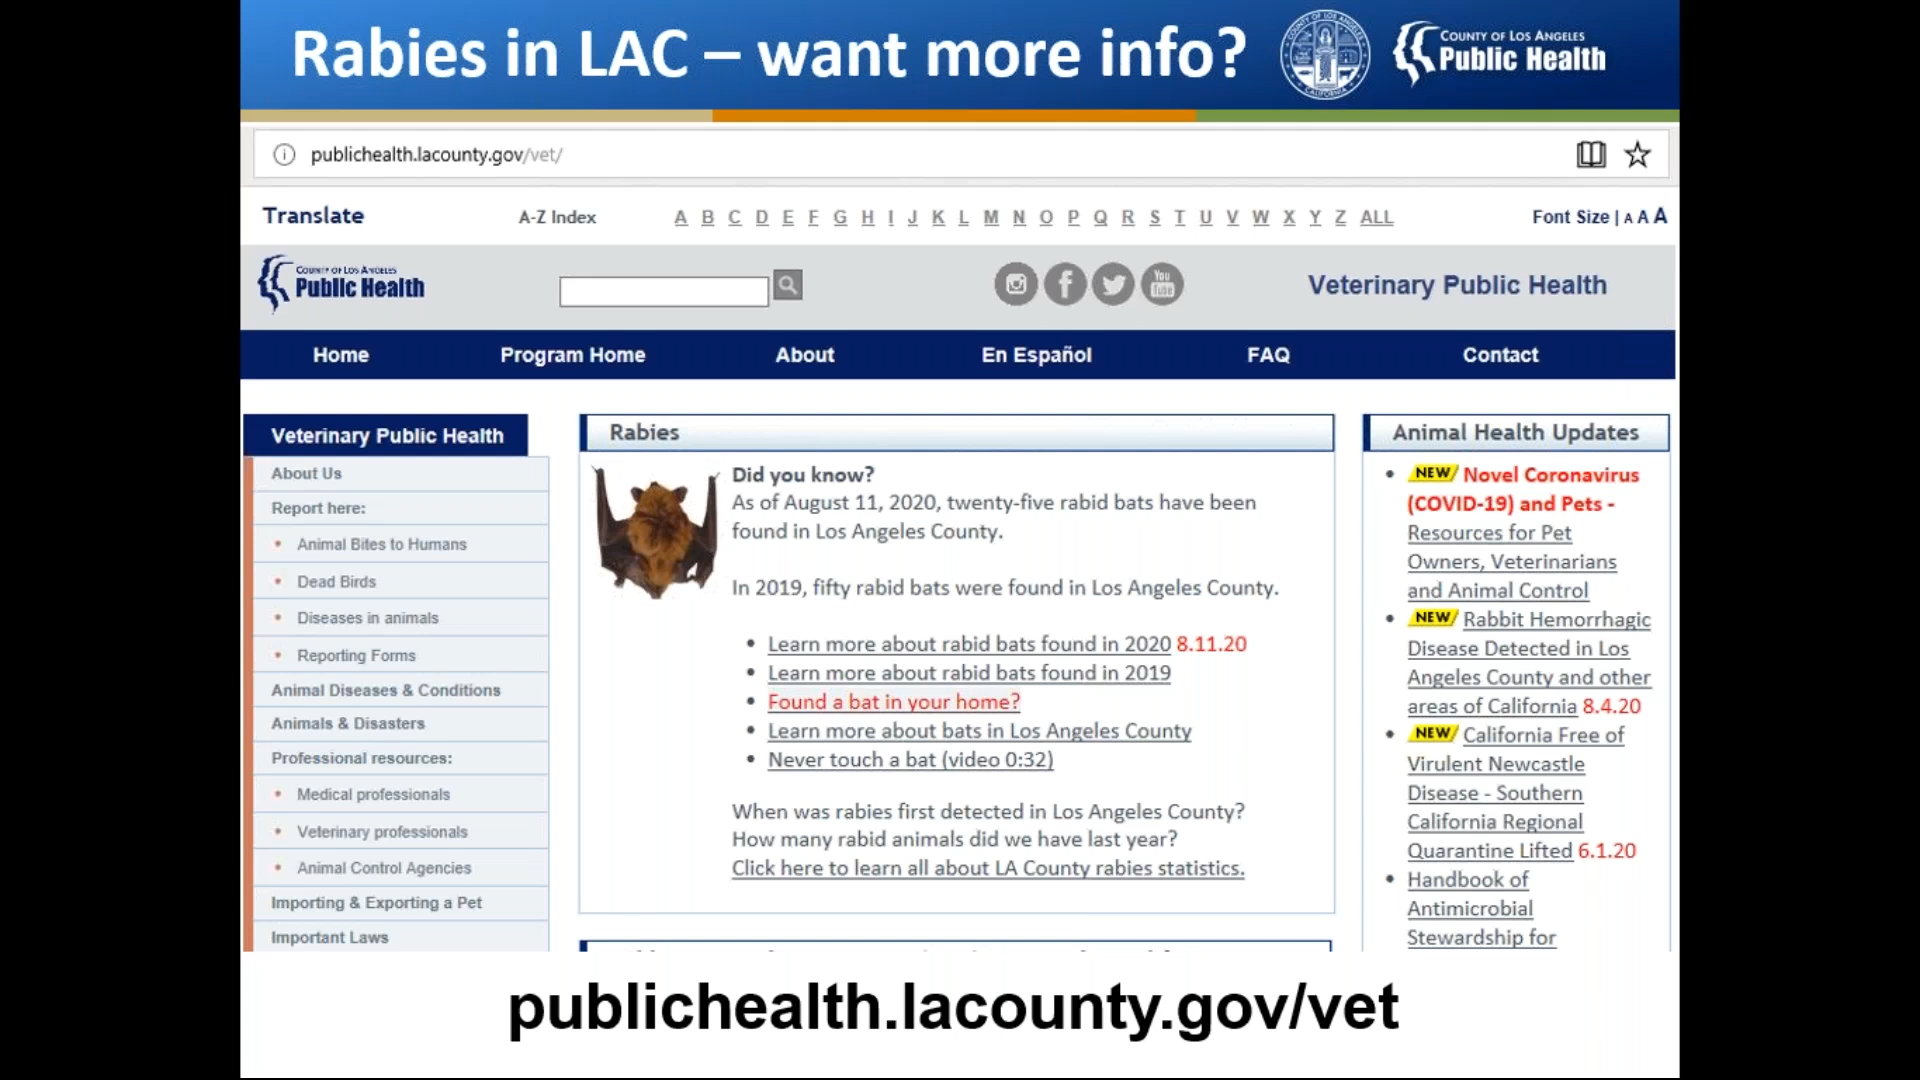 Rabies in LAC – want more info?
COUNTY OF LOS ANGELES
Public Health
publichealth.lacounty.gov/vet/
Translate
A-Z Index
A B C D E F G H I J K L M N O P Q R S T U V W X Y Z ALL
Font Size | A A A
COUNTY OF LOS ANGELES
Public Health
You
Tube
Veterinary Public Health
Home
Program Home
About
En Español
FAQ
Contact
Veterinary Public Health
About Us
Report here:
• Animal Bites to Humans
• Dead Birds
• Diseases in animals
• Reporting Forms
Animal Diseases & Conditions
Animals & Disasters
Professional resources:
• Medical professionals
• Veterinary professionals
• Animal Control Agencies
Importing & Exporting a Pet
Important Laws
Rabies
Did you know?
As of August 11, 2020, twenty-five rabid bats have been
found in Los Angeles County.
In 2019, fifty rabid bats were found in Los Angeles County.
• Learn more about rabid bats found in 2020 8.11.20
• Learn more about rabid bats found in 2019
• Found a bat in your home?
• Learn more about bats in Los Angeles County
• Never touch a bat (video 0:32)
When was rabies first detected in Los Angeles County?
How many rabid animals did we have last year?
Click here to learn all about LA County rabies statistics.
Animal Health Updates
• NEW Novel Coronavirus
(COVID-19) and Pets -
Resources for Pet
Owners, Veterinarians
and Animal Control
• NEW Rabbit Hemorrhagic
Disease Detected in Los
Angeles County and other
areas of California 8.4.20
• NEW California Free of
Virulent Newcastle
Disease - Southern
California Regional
Quarantine Lifted 6.1.20
• Handbook of
Antimicrobial
Stewardship for
publichealth.lacounty.gov/vet